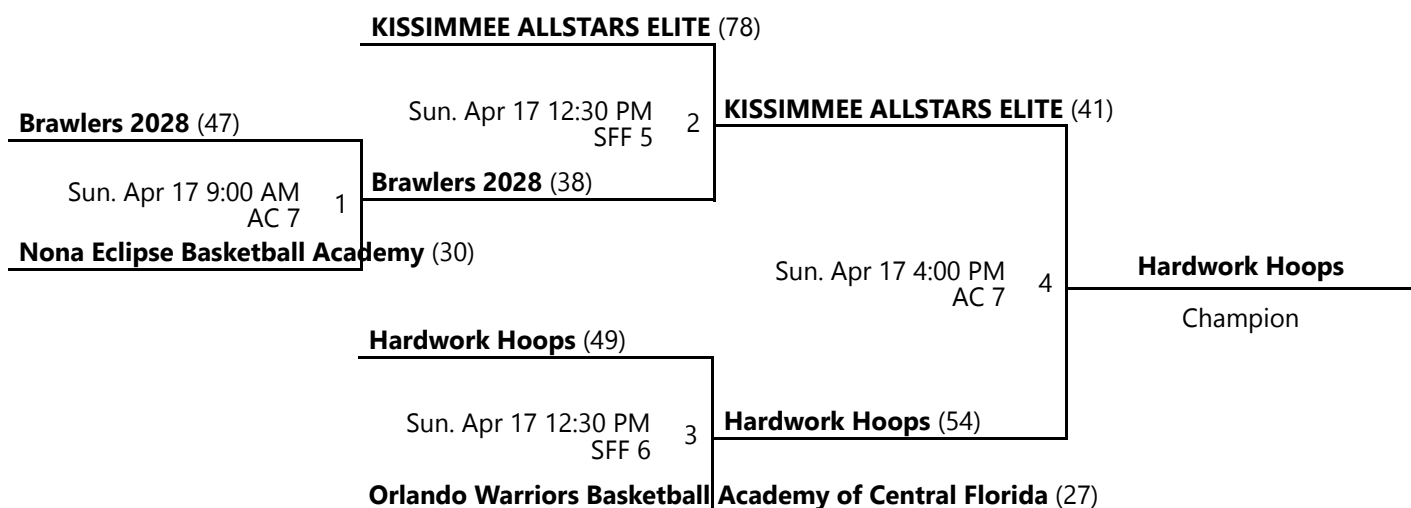 KISSIMMEE ALLSTARS ELITE (78)
Sun. Apr 17 12:30 PM
SFF 5
2
KISSIMMEE ALLSTARS ELITE (41)
Brawlers 2028 (47)
Sun. Apr 17 9:00 AM
AC 7
1
Brawlers 2028 (38)
Nona Eclipse Basketball Academy (30)
Sun. Apr 17 4:00 PM
AC 7
4
Hardwork Hoops
Champion
Hardwork Hoops (49)
Sun. Apr 17 12:30 PM
SFF 6
3
Hardwork Hoops (54)
Orlando Warriors Basketball Academy of Central Florida (27)